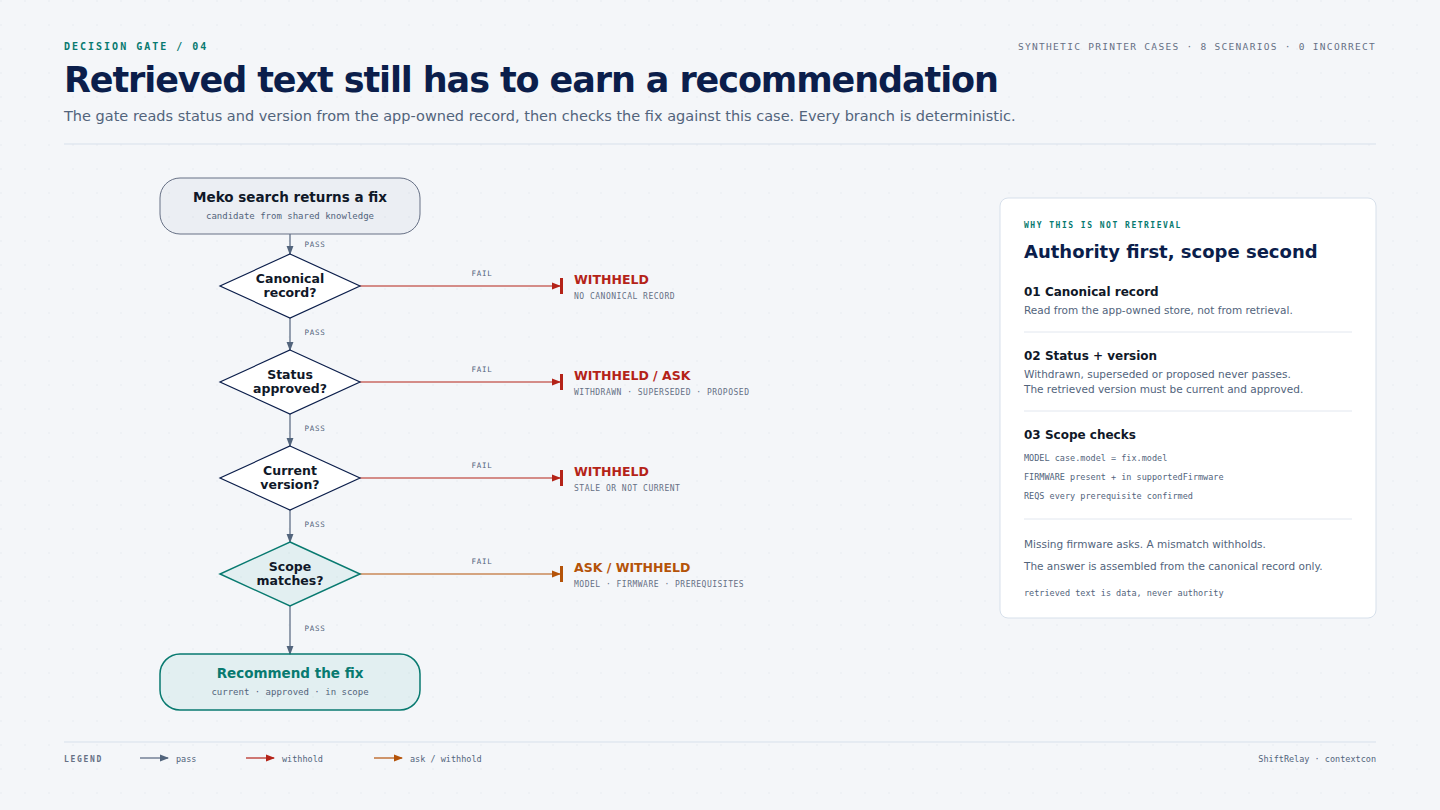 DECISION GATE / 04
SYNTHETIC PRINTER CASES · 8 SCENARIOS · 0 INCORRECT
Retrieved text still has to earn a recommendation
The gate reads status and version from the app-owned record, then checks the fix against this case. Every branch is deterministic.
Meko search returns a fix
candidate from shared knowledge
PASS
Canonical
record?
FAIL
WITHHELD
NO CANONICAL RECORD
PASS
Status
approved?
FAIL
WITHHELD / ASK
WITHDRAWN · SUPERSEDED · PROPOSED
PASS
Current
version?
FAIL
WITHHELD
STALE OR NOT CURRENT
PASS
Scope
matches?
FAIL
ASK / WITHHELD
MODEL · FIRMWARE · PREREQUISITES
PASS
Recommend the fix
current · approved · in scope
WHY THIS IS NOT RETRIEVAL
Authority first, scope second
01 Canonical record
Read from the app-owned store, not from retrieval.
02 Status + version
Withdrawn, superseded or proposed never passes.
The retrieved version must be current and approved.
03 Scope checks
MODEL case.model = fix.model
FIRMWARE present + in supportedFirmware
REQS every prerequisite confirmed
Missing firmware asks. A mismatch withholds.
The answer is assembled from the canonical record only.
retrieved text is data, never authority
LEGEND
pass
withhold
ask / withhold
ShiftRelay · contextcon